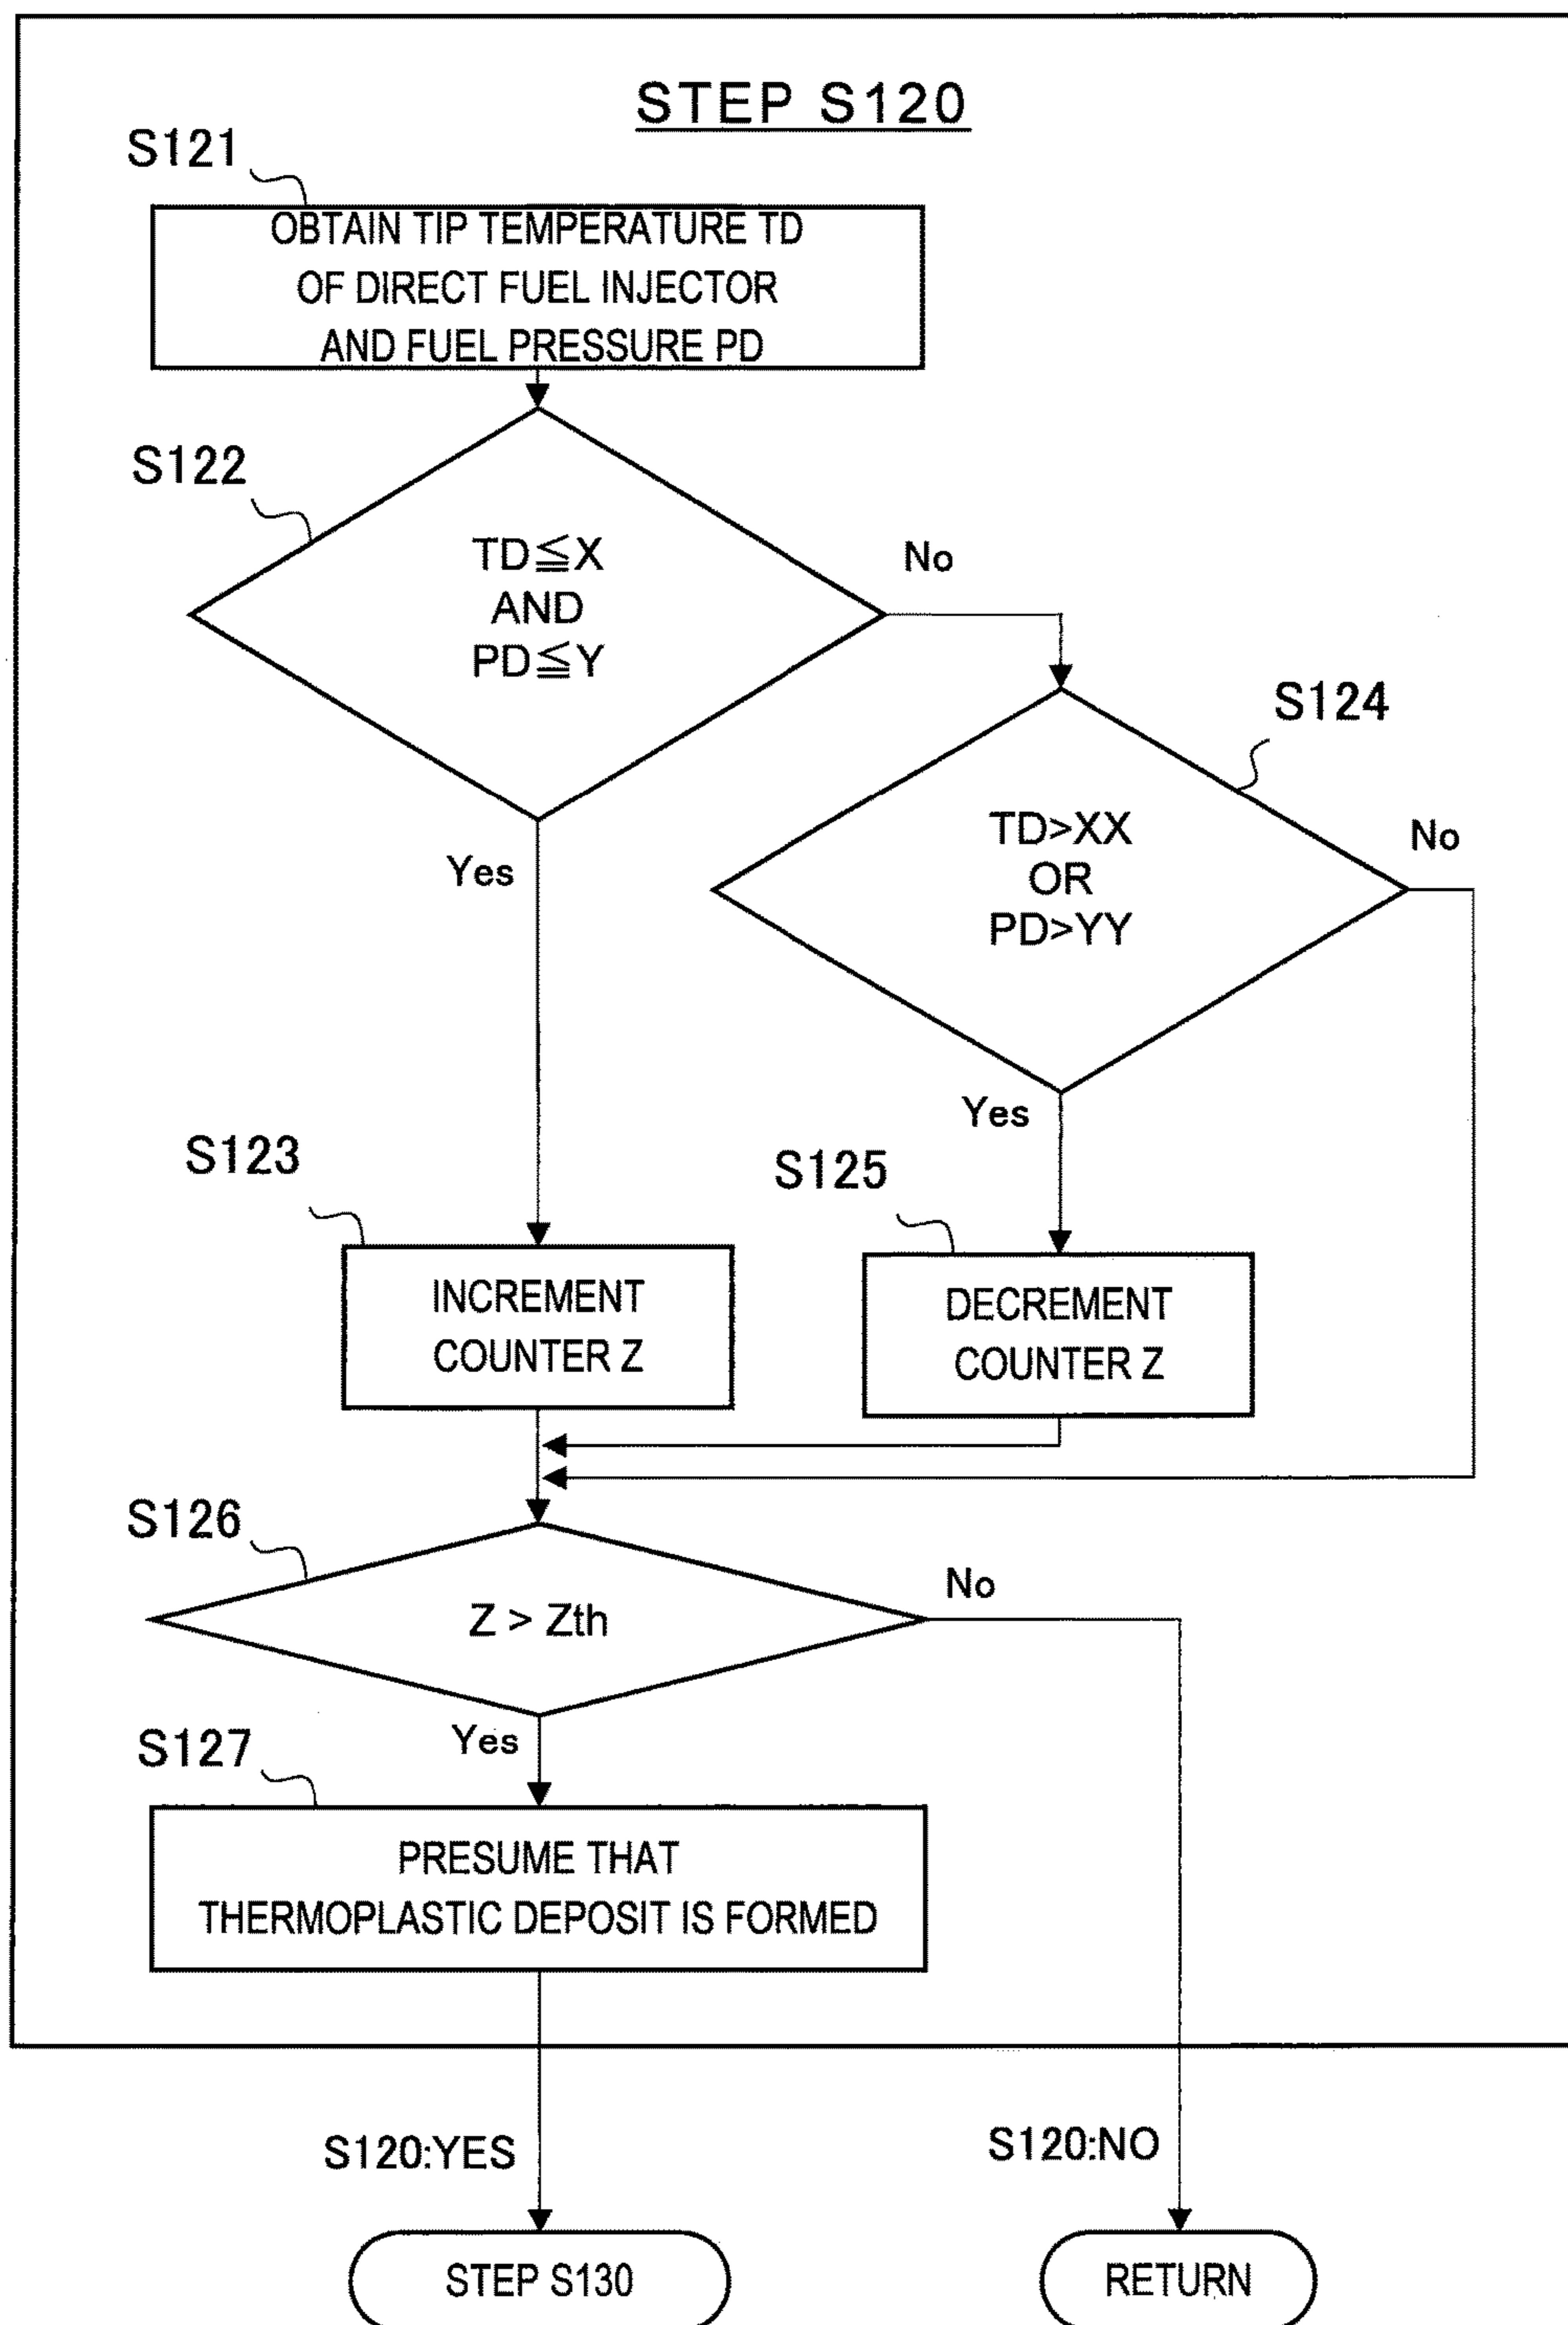 STEP S120
S121
OBTAIN TIP TEMPERATURE TD
OF DIRECT FUEL INJECTOR
AND FUEL PRESSURE PD
S122
TD≦X
AND
PD≦Y
No
Yes
S124
TD>XX
OR
PD>YY
No
Yes
S123
INCREMENT
COUNTER Z
S125
DECREMENT
COUNTER Z
S126
Z > Zth
No
Yes
S127
PRESUME THAT
THERMOPLASTIC DEPOSIT IS FORMED
S120:YES
S120:NO
STEP S130
RETURN